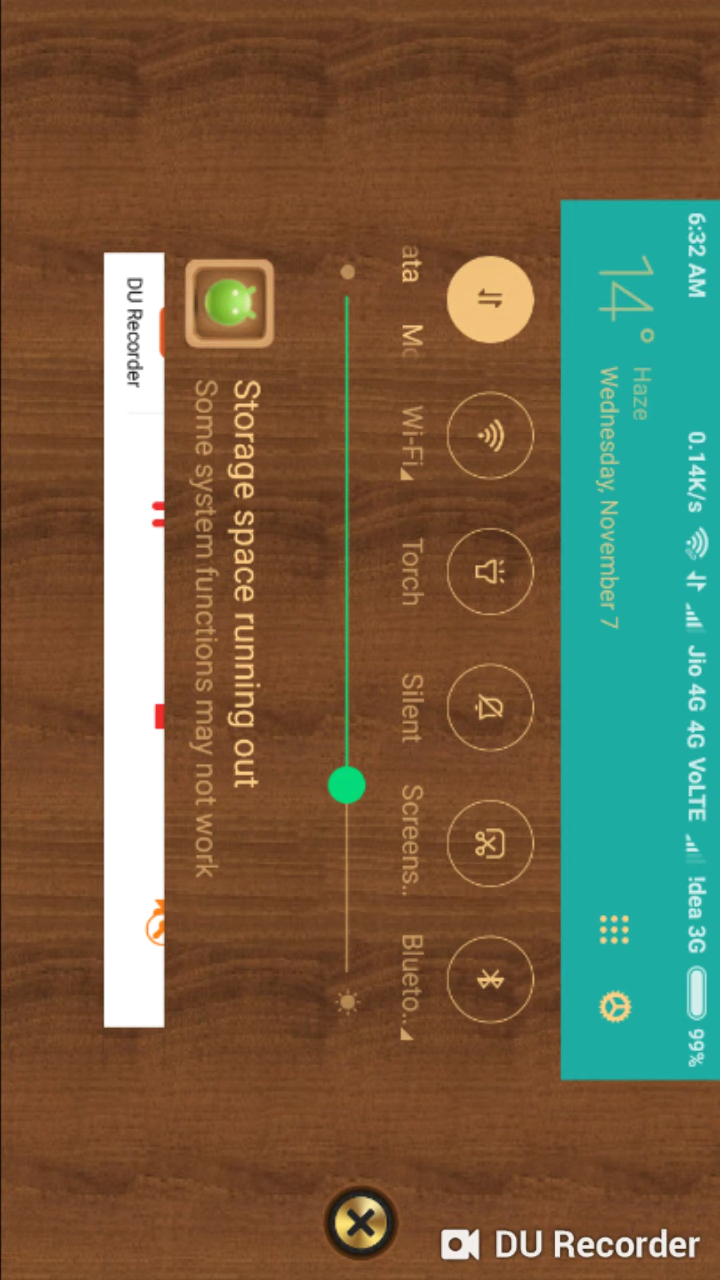 6:32 AM 0.14K/s Jio 4G 4G VoLTE !dea 3G 99%
14° Haze
Wednesday, November 7
ata Mo Wi-Fi Torch Silent Screens.. Blueto...
Storage space running out
Some system functions may not work
DU Recorder
DU Recorder